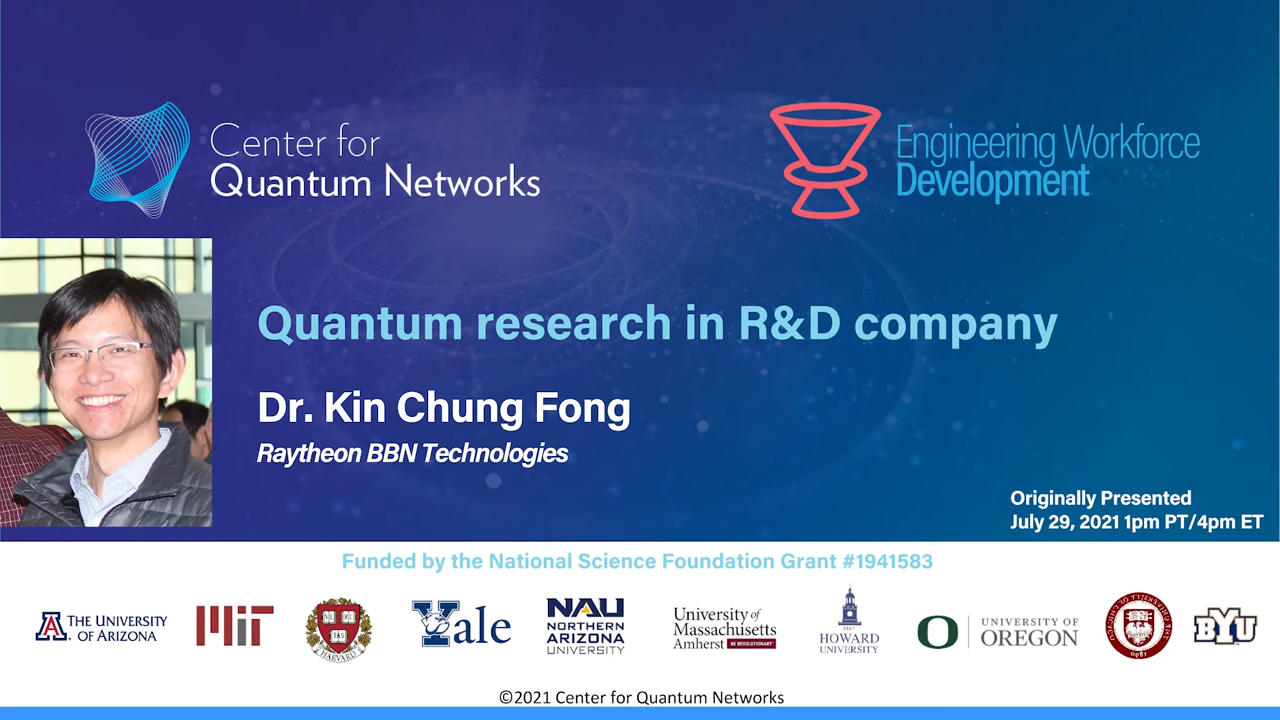 Center for
Quantum Networks
Engineering Workforce
Development
Quantum research in R&D company
Dr. Kin Chung Fong
Raytheon BBN Technologies
Originally Presented
July 29, 2021 1pm PT/4pm ET
Funded by the National Science Foundation Grant #1941583
A THE UNIVERSITY
OF ARIZONA
MIT
HARVARD
Yale
NAU
NORTHERN
ARIZONA
UNIVERSITY
University of
Massachusetts
Amherst BE REVOLUTIONARY
1867
HOWARD
UNIVERSITY
O UNIVERSITY OF
OREGON
BYU
©2021 Center for Quantum Networks